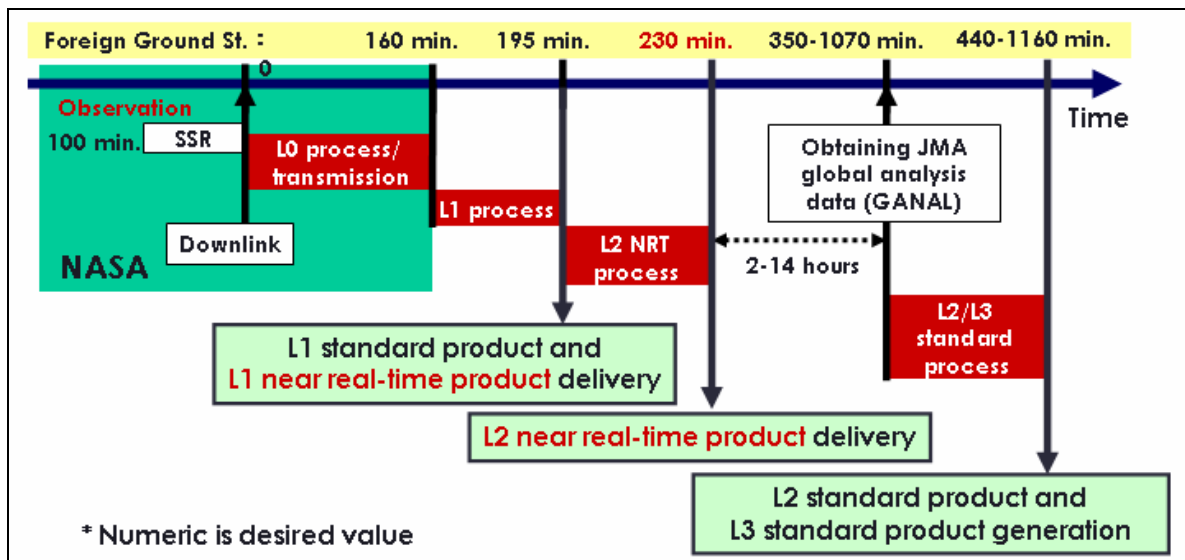 Foreign Ground St. : 160 min. 195 min. 230 min. 350-1070 min. 440-1160 min.
0
Time
Observation
100 min.
SSR
L0 process/
transmission
Downlink
NASA
L1 process
L2 NRT
process
2-14 hours
Obtaining JMA
global analysis
data (GANAL)
L2/L3
standard
process
L1 standard product and
L1 near real-time product delivery
L2 near real-time product delivery
L2 standard product and
L3 standard product generation
* Numeric is desired value